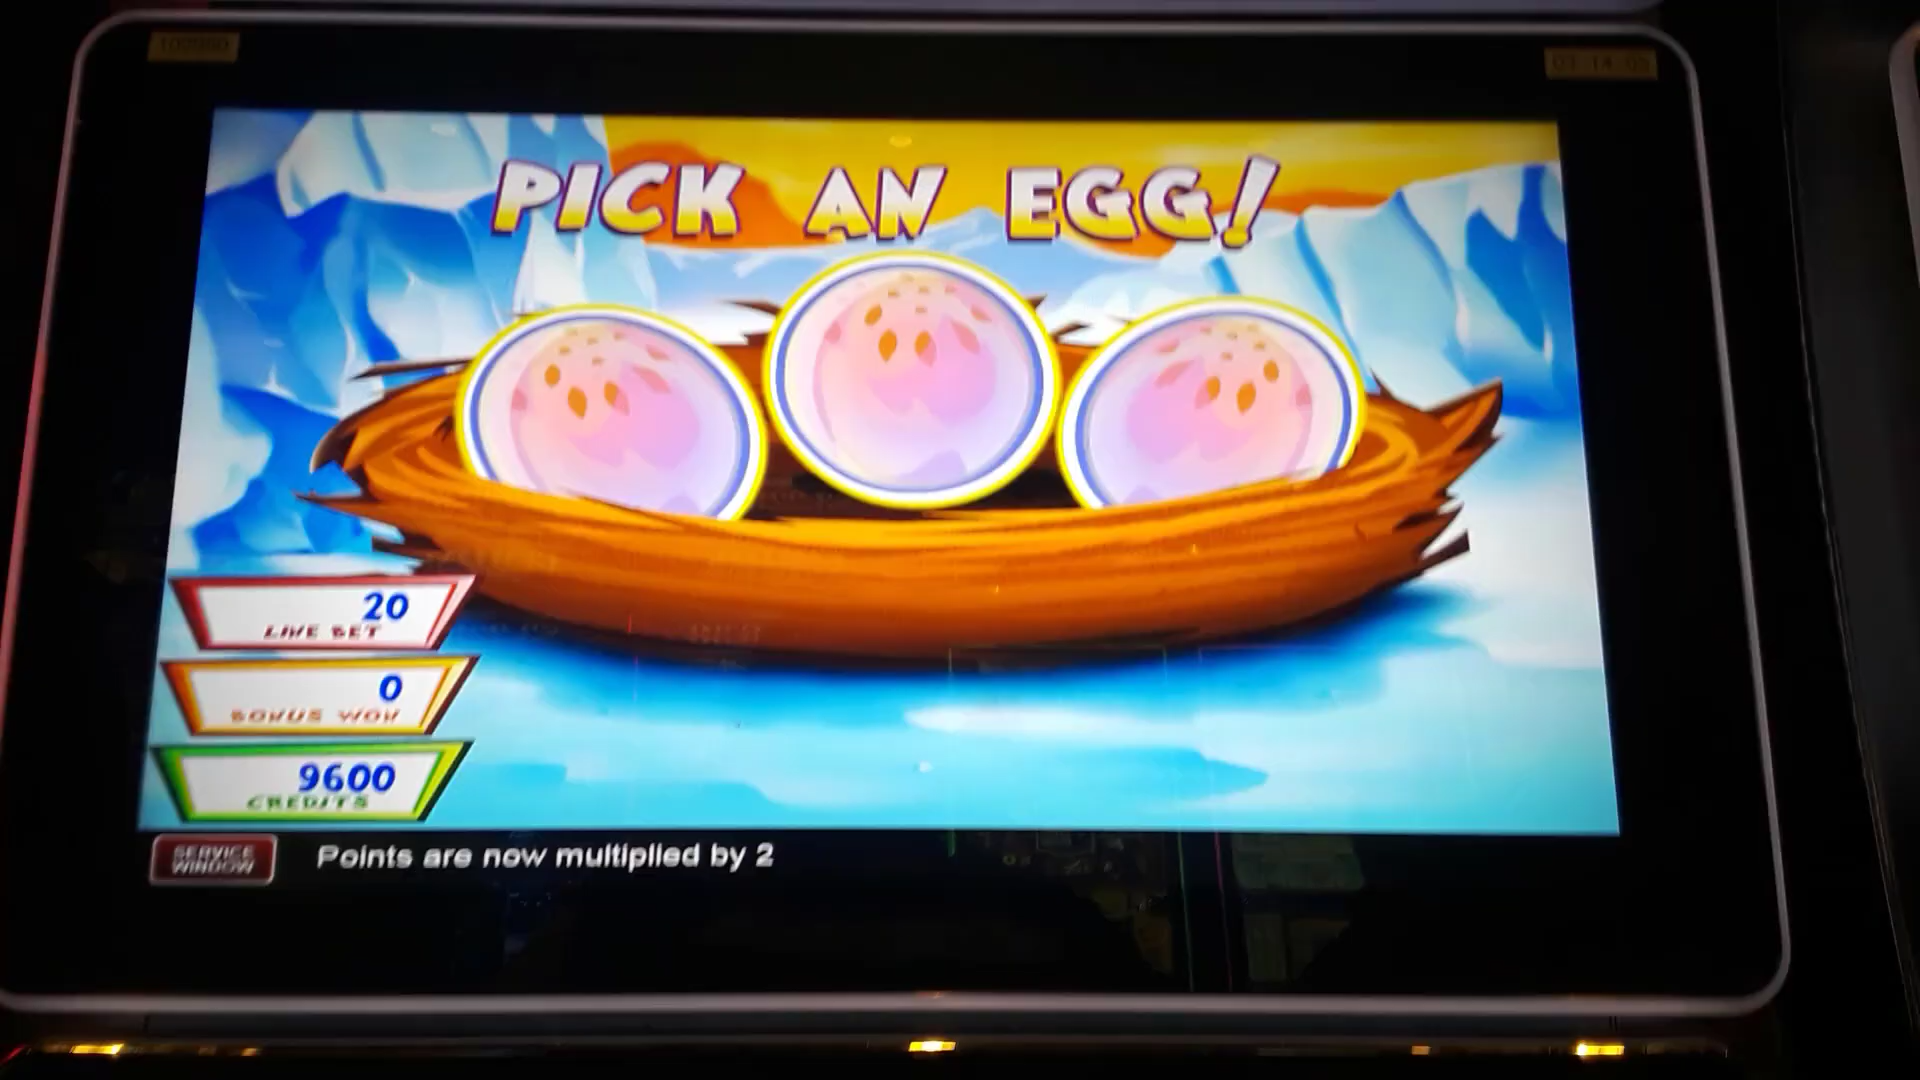 PICK AN EGG!
20
LINE BET
0
BONUS WON
9600
CREDITS
SERVICE
WINDOW
Points are now multiplied by 2